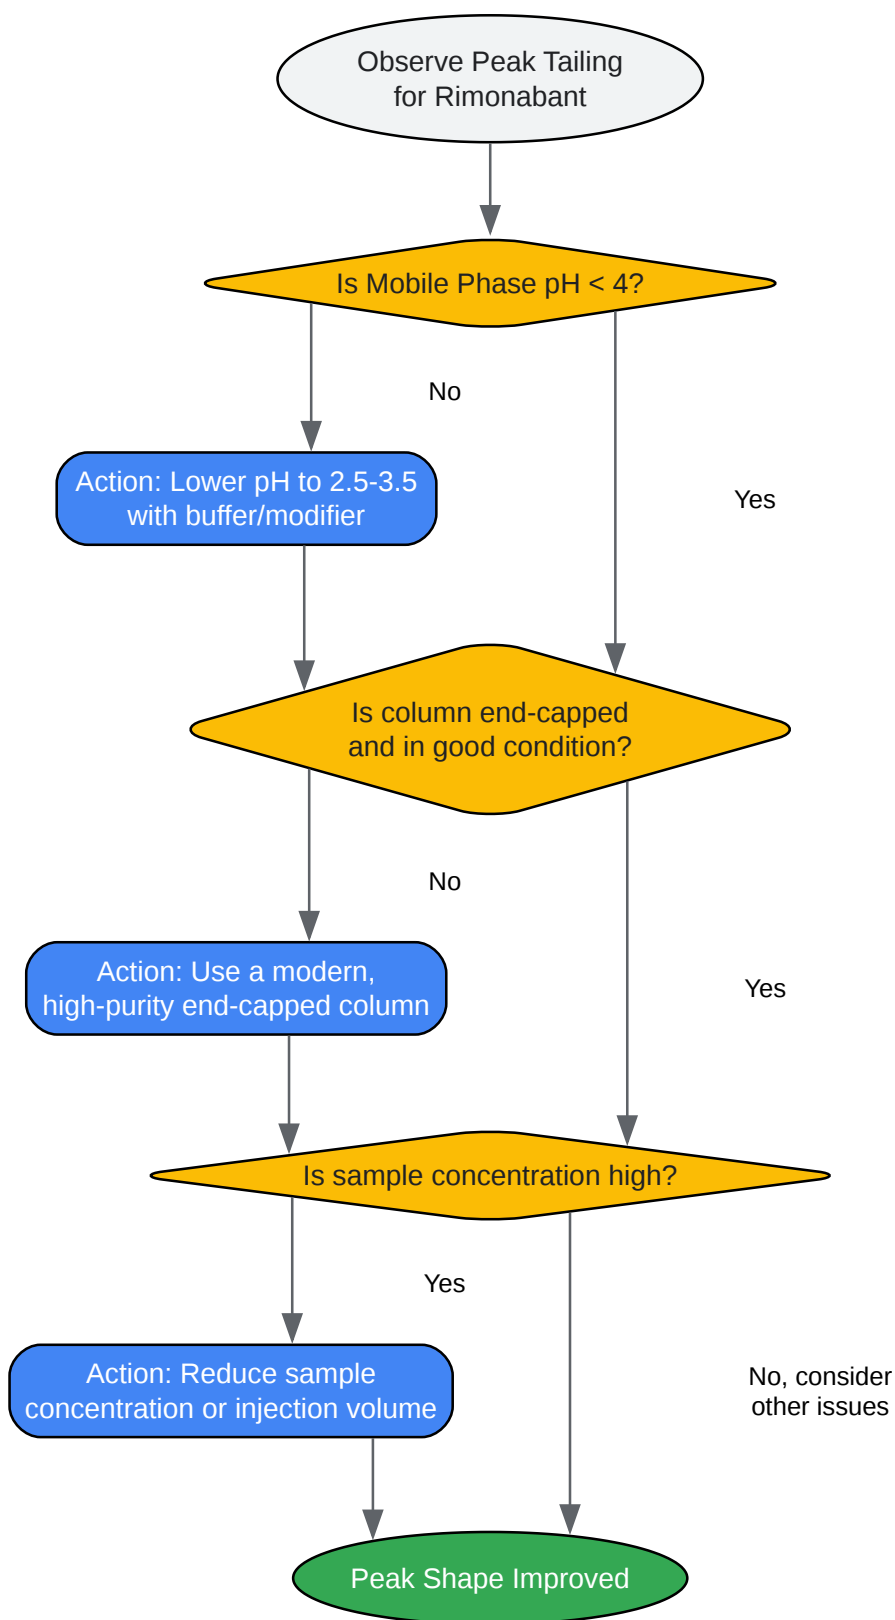 Observe Peak Tailing
for Rimonabant
Is Mobile Phase pH < 4?
No
Action: Lower pH to 2.5-3.5
with buffer/modifier
Yes
Is column end-capped
and in good condition?
No
Action: Use a modern,
high-purity end-capped column
Yes
Is sample concentration high?
Yes
Action: Reduce sample
concentration or injection volume
No, consider
other issues
Peak Shape Improved